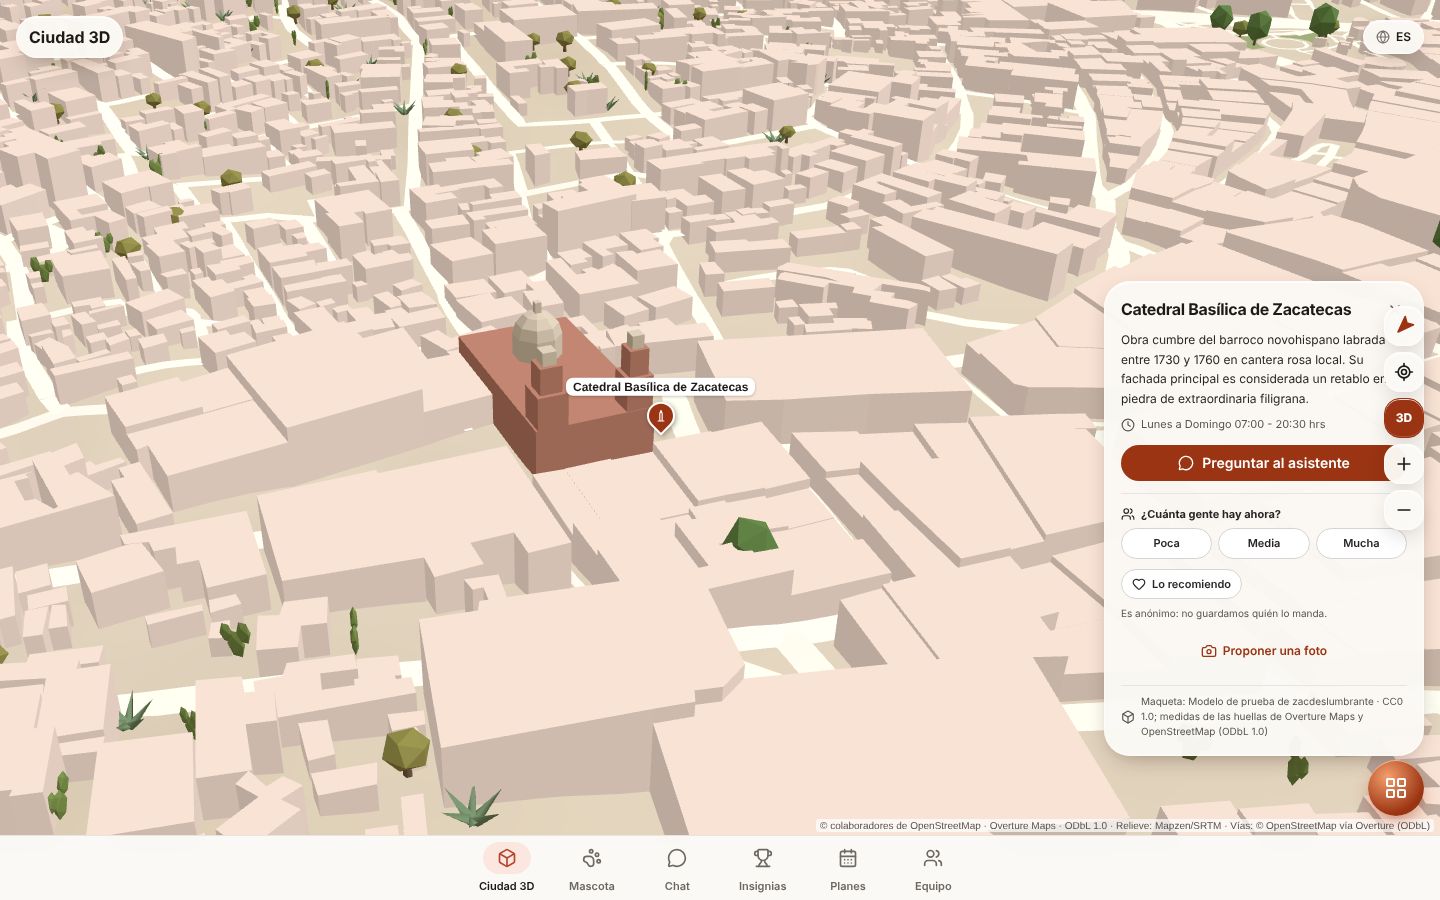 Ciudad 3D
ES
Catedral Basílica de Zacatecas
Catedral Basílica de Zacatecas
Obra cumbre del barroco novohispano labrada
entre 1730 y 1760 en cantera rosa local. Su
fachada principal es considerada un retablo
piedra de extraordinaria filigrana.
Lunes a Domingo 07:00 - 20:30 hrs
3D
Preguntar al asistente
¿Cuánta gente hay ahora?
Poca
Media
Mucha
Lo recomiendo
Es anónimo: no guardamos quién lo manda.
Proponer una foto
Maqueta: Modelo de prueba de zacdeslumbrante · CC0
1.0; medidas de las huellas de Overture Maps y
OpenStreetMap (ODbL 1.0)
© colaboradores de OpenStreetMap · Overture Maps · ODbL 1.0 · Relieve: Mapzen/SRTM · Vías: © OpenStreetMap vía Overture (ODbL)
Ciudad 3D
Mascota
Chat
Insignias
Planes
Equipo